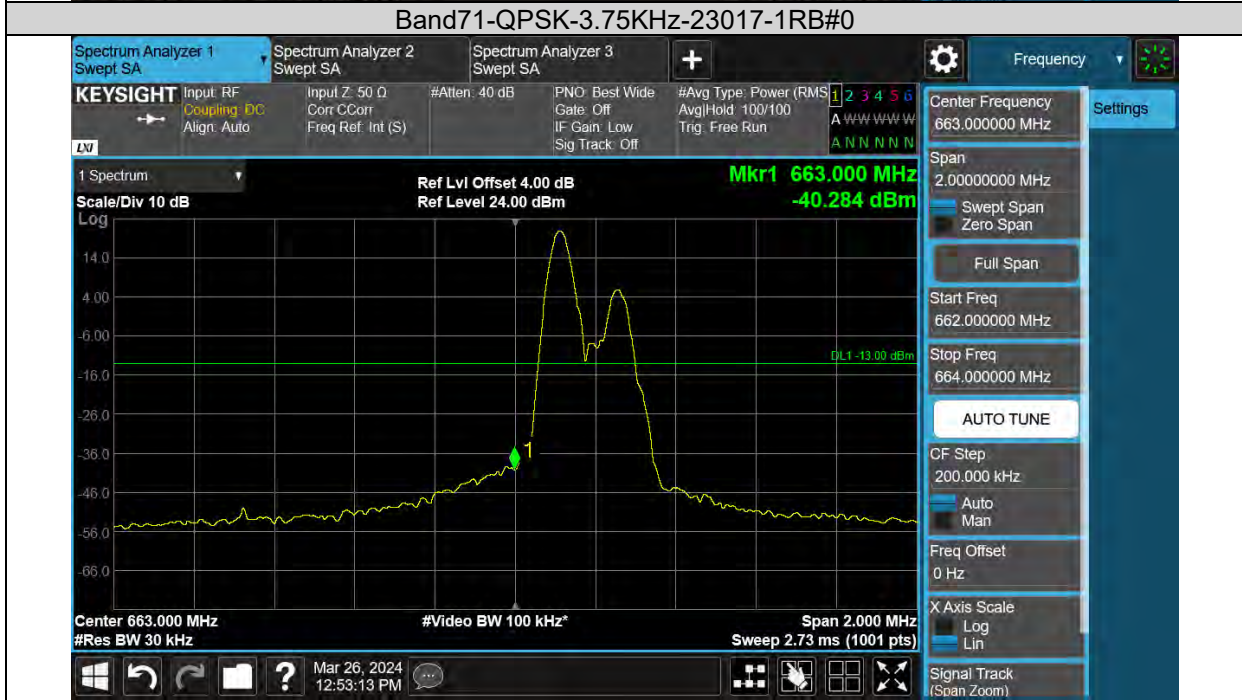 Band71-QPSK-3.75KHz-23017-1RB#0
Spectrum Analyzer 1
Swept SA
Spectrum Analyzer 2
Swept SA
Spectrum Analyzer 3
Swept SA
+
Frequency
KEYSIGHT
LXI
Input: RF
Coupling: DC
Align: Auto
Input Z: 50 Ω
Corr CCorr
Freq Ref: Int (S)
#Atten: 40 dB
PNO: Best Wide
Gate: Off
IF Gain: Low
Sig Track: Off
#Avg Type: Power (RMS
Avg|Hold: 100/100
Trig: Free Run
1 2 3 4 5 6
A W W W W W
A N N N N N
1 Spectrum
Scale/Div 10 dB
Log
Ref Lvl Offset 4.00 dB
Ref Level 24.00 dBm
Mkr1 663.000 MHz
-40.284 dBm
14.0
4.00
-6.00
-16.0
-26.0
-36.0
-46.0
-56.0
-66.0
DL1 -13.00 dBm
1
Center 663.000 MHz
#Res BW 30 kHz
#Video BW 100 kHz*
Span 2.000 MHz
Sweep 2.73 ms (1001 pts)
?
Mar 26, 2024
12:53:13 PM
Center Frequency
663.000000 MHz
Span
2.00000000 MHz
Swept Span
Zero Span
Full Span
Start Freq
662.000000 MHz
Stop Freq
664.000000 MHz
AUTO TUNE
CF Step
200.000 kHz
Auto
Man
Freq Offset
0 Hz
X Axis Scale
Log
Lin
Signal Track
(Span Zoom)
Settings